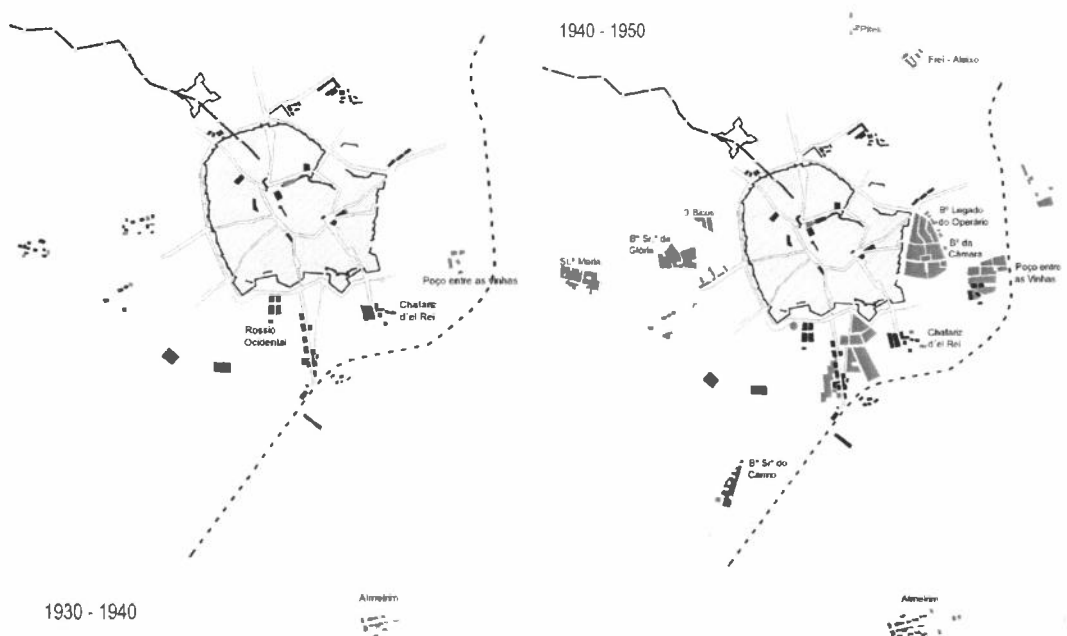 Poço entre as Vinhas
Chafariz
d'el Rei
Rossio
Ocidental
1930 - 1940
Almeirim
1940 - 1950
Pites
Frei - Aleixo
Bº Legado
do Operário
Bº da
Câmara
Bº Srª da
Glória
St.ª Maria
Poço entre
as Vinhas
Chafariz
d'el Rei
Bº Srª do
Carmo
Almeirim